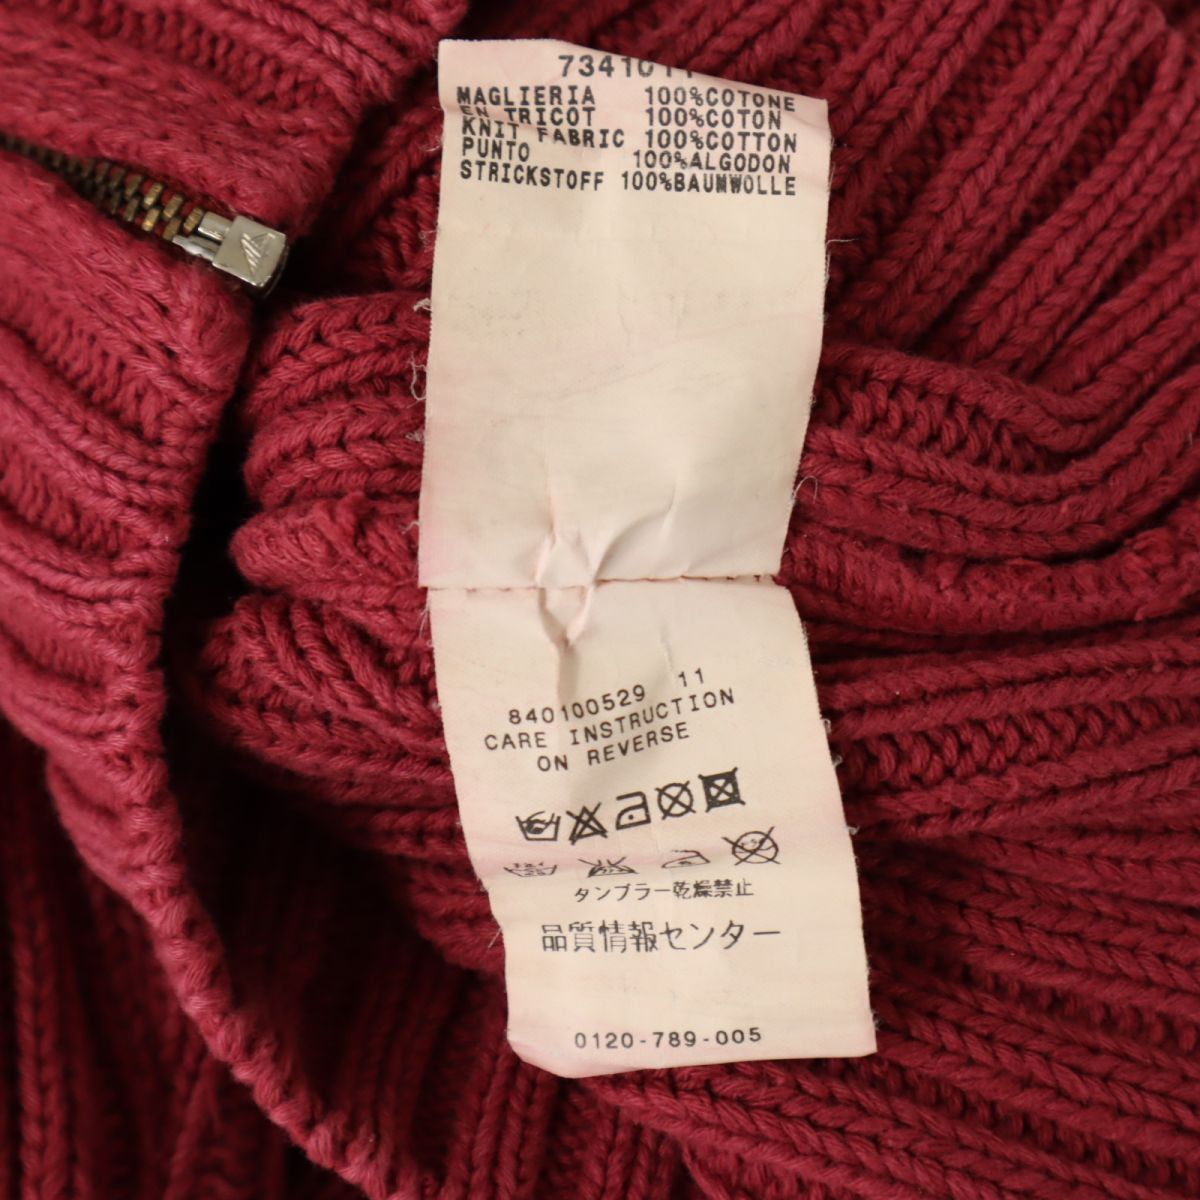 MAGLIERIA 100%COTONE
EN TRICOT 100%COTON
KNIT FABRIC 100%COTTON
PUNTO 100%ALGODON
STRICKSTOFF 100%BAUMWOLLE
840100529 11
CARE INSTRUCTION
ON REVERSE
タンブラー乾燥禁止
品質情報センター
0120-789-005